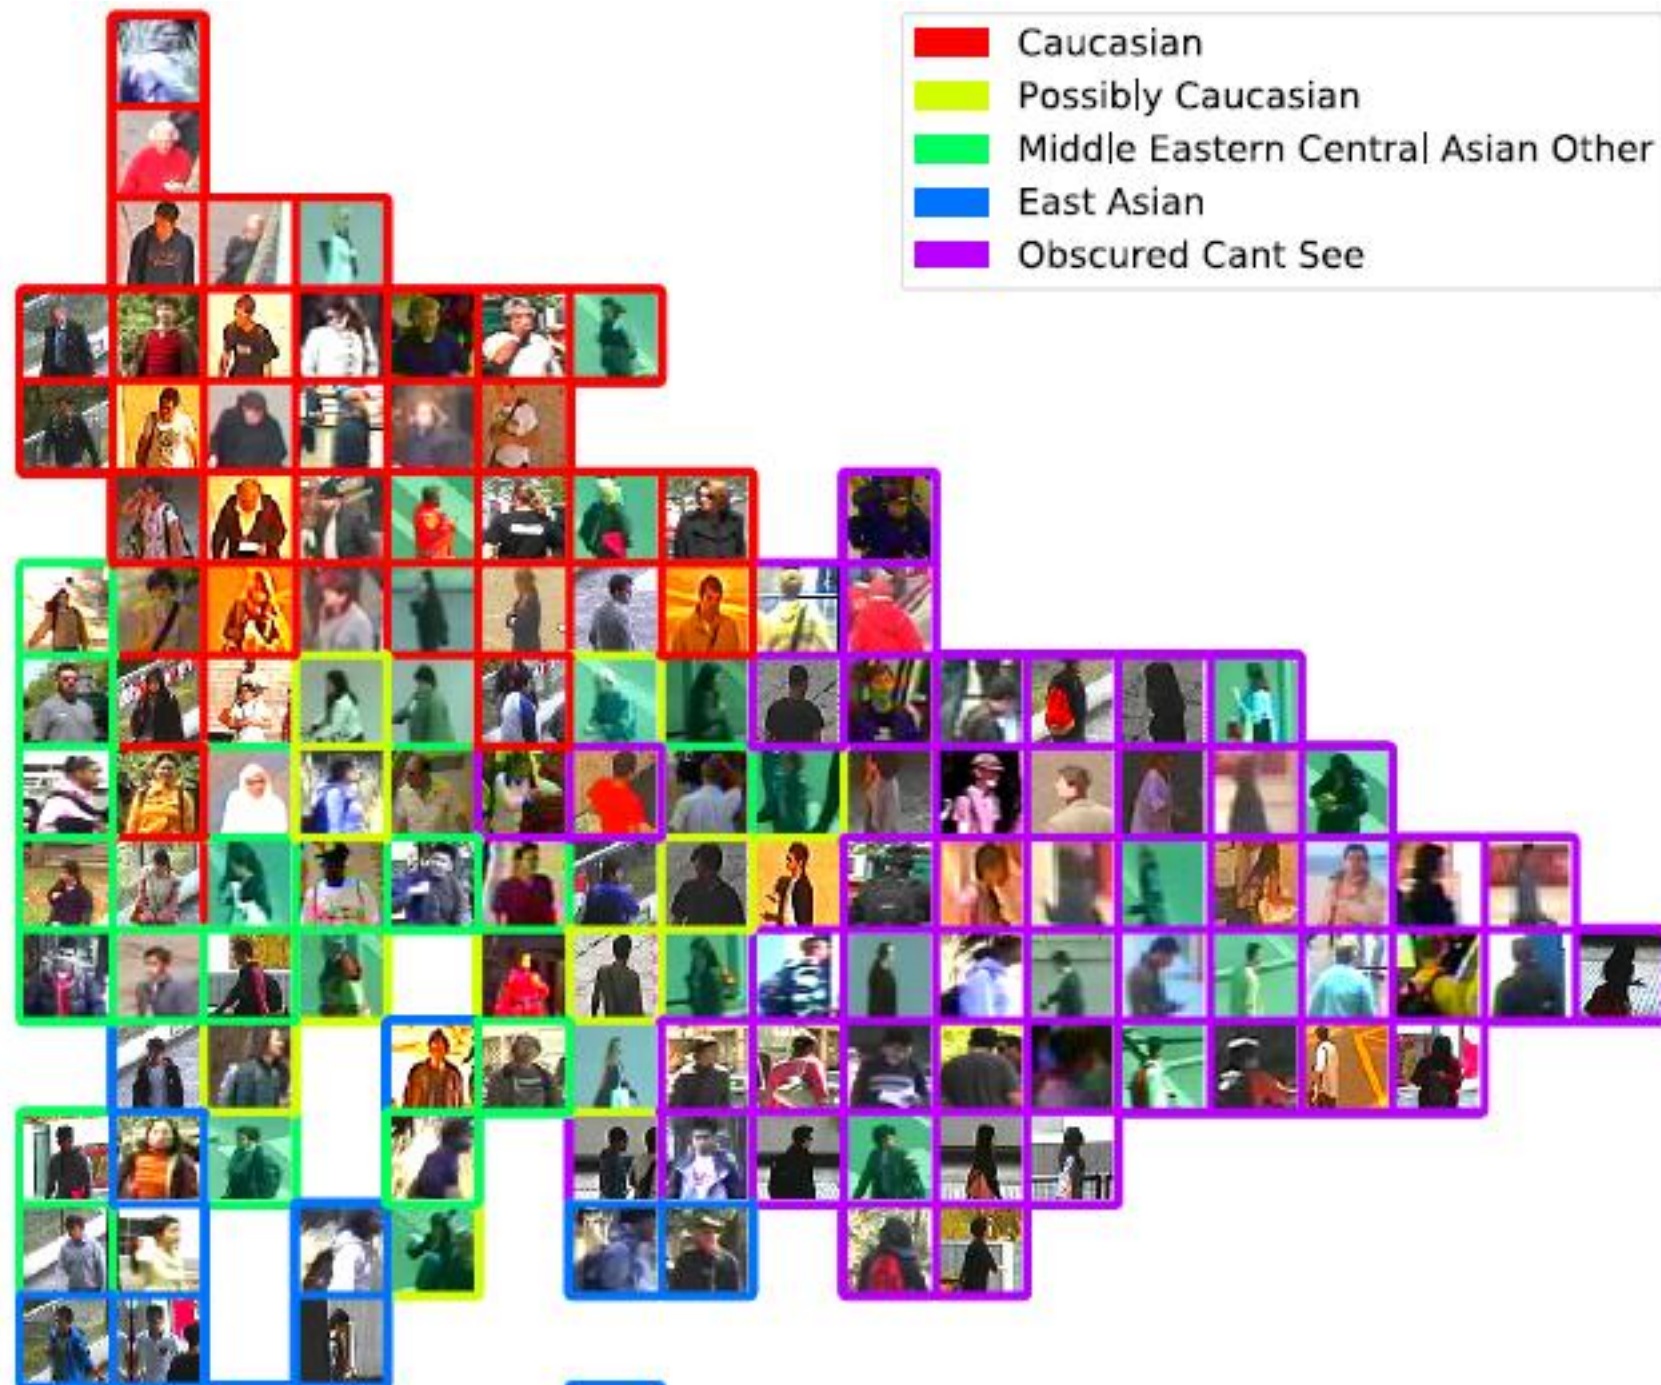 Caucasian
Possibly Caucasian
Middle Eastern Central Asian Other
East Asian
Obscured Cant See